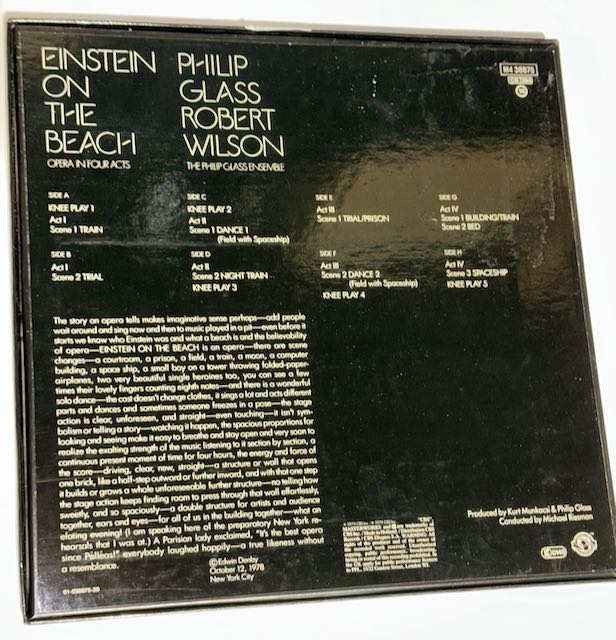 EINSTEIN
ON
THE
BEACH
OPERA IN FOUR ACTS
PHILIP
GLASS
ROBERT
WILSON
THE PHILIP GLASS ENSEMBLE
M4 38875
SIDE A
KNEE PLAY 1
Act I
Scene 1 TRAIN
SIDE B
Act I
Scene 2 TRIAL
SIDE C
KNEE PLAY 2
Act II
Scene 1 DANCE 1
(Field with Spaceship)
SIDE D
Act II
Scene 2 NIGHT TRAIN
KNEE PLAY 3
SIDE E
Act III
Scene 1 TRIAL/PRISON
SIDE F
Act III
Scene 2 DANCE 2
(Field with Spaceship)
KNEE PLAY 4
SIDE G
Act IV
Scene 1 BUILDING/TRAIN
Scene 2 BED
SIDE H
Act IV
Scene 3 SPACESHIP
KNEE PLAY 5
The story on opera tells makes imaginative sense perhaps—odd people
wait around and sing now and then to music played in a pit—even before it
starts we know who Einstein was and what a beach is and the believability
of opera—EINSTEIN ON THE BEACH is an opera—there are some
changes—a courtroom, a prison, a field, a train, a moon, a computer
building, a space ship, a small boy on a tower throwing folded-paper-
airplanes, two very beautiful single heroines too, you can see a few
times their lovely fingers counting eighth notes—and there is a wonderful
solo dance—the cast doesn't change clothes, it sings a lot and acts different
parts and dances and sometimes someone freezes in a pose—the stage
action is clear, unforeseen, and straight—even touching—it isn't sym-
bolism or telling a story—watching it happen, the spacious proportions for
looking and seeing make it easy to breathe and stay open and very soon to
realize the exalting strength of the music listening to it section by section, a
continuous present moment of time for four hours, the energy and force of
the score—driving, clear, new, straight—a structure or wall that opens
one brick, like a half-step outward or further inward, and with that one step
it builds or grows a whole unforeseeable further structure—no telling how
the stage action keeps finding room to press through that wall effortlessly,
sweetly, and so spaciously—a double structure for artists and audience
together, ears and eyes—for all of us in the building together—what an
elating evening! (I am speaking here of the preparatory New York re-
hearsals that I was at.) A Parisian lady exclaimed, "It's the best opera
since Pélleas!" everybody laughed happily—a true likeness without
a resemblance.
©Edwin Denby
October 12, 1978
New York City
Produced by Kurt Munkacsi & Philip Glass
Conducted by Michael Riesman
01-038875-20